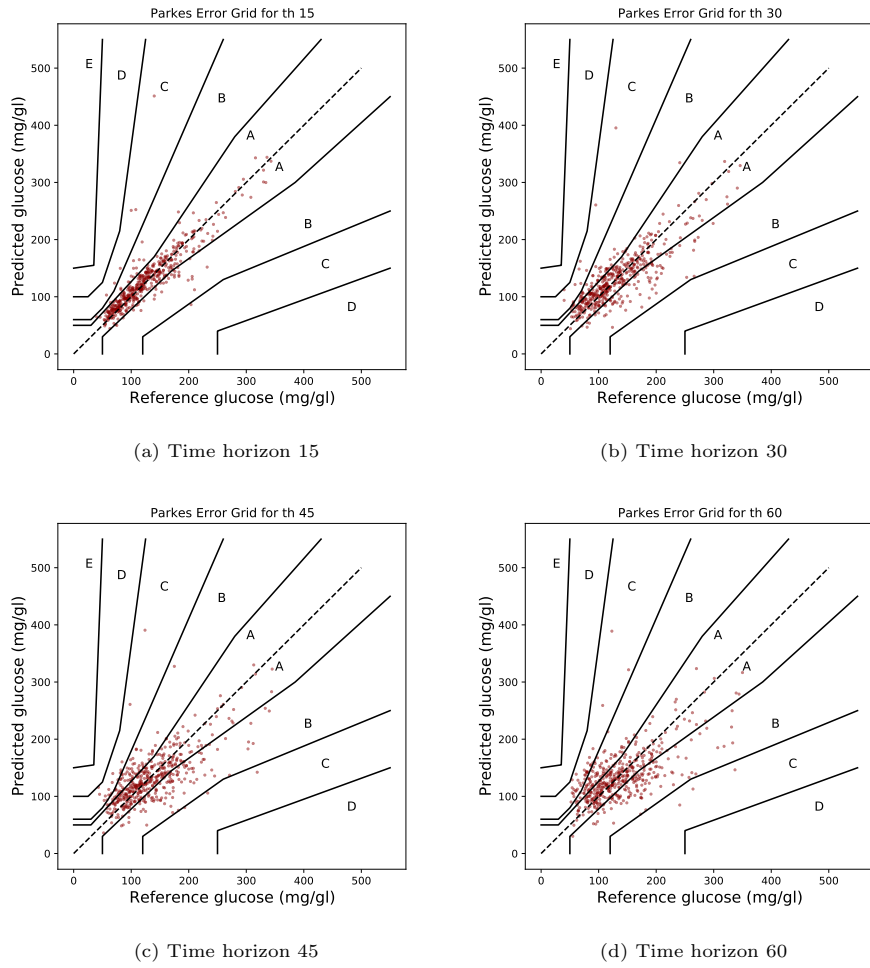 Parkes Error Grid for th 15
Predicted glucose (mg/gl)
500
400
300
200
100
0
E
D
C
B
A
A
B
C
D
0 100 200 300 400 500
Reference glucose (mg/gl)
(a) Time horizon 15
Parkes Error Grid for th 30
Predicted glucose (mg/gl)
500
400
300
200
100
0
E
D
C
B
A
A
B
C
D
0 100 200 300 400 500
Reference glucose (mg/gl)
(b) Time horizon 30
Parkes Error Grid for th 45
Predicted glucose (mg/gl)
500
400
300
200
100
0
E
D
C
B
A
A
B
C
D
0 100 200 300 400 500
Reference glucose (mg/gl)
(c) Time horizon 45
Parkes Error Grid for th 60
Predicted glucose (mg/gl)
500
400
300
200
100
0
E
D
C
B
A
A
B
C
D
0 100 200 300 400 500
Reference glucose (mg/gl)
(d) Time horizon 60